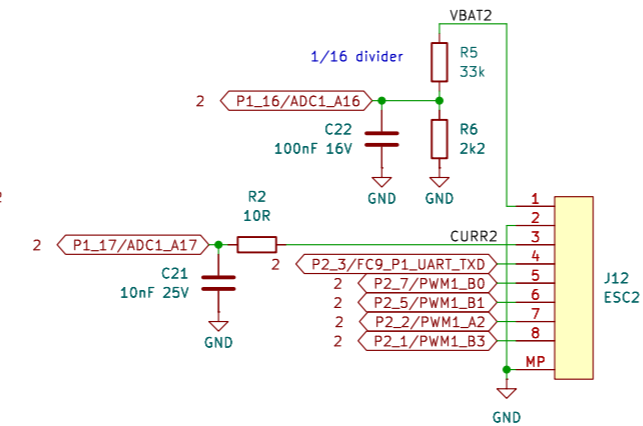 VBAT2
1/16 divider
R5
33k
2 P1_16/ADC1_A16
C22
100nF 16V
R6
2k2
GND
GND
R2
10R
2 P1_17/ADC1_A17
C21
10nF 25V
GND
CURR2
2 P2_3/FC9_P1_UART_TXD
2 P2_7/PWM1_B0
2 P2_5/PWM1_B1
2 P2_2/PWM1_A2
2 P2_1/PWM1_B3
1
2
3
4
5
6
7
8
MP
J12
ESC2
GND